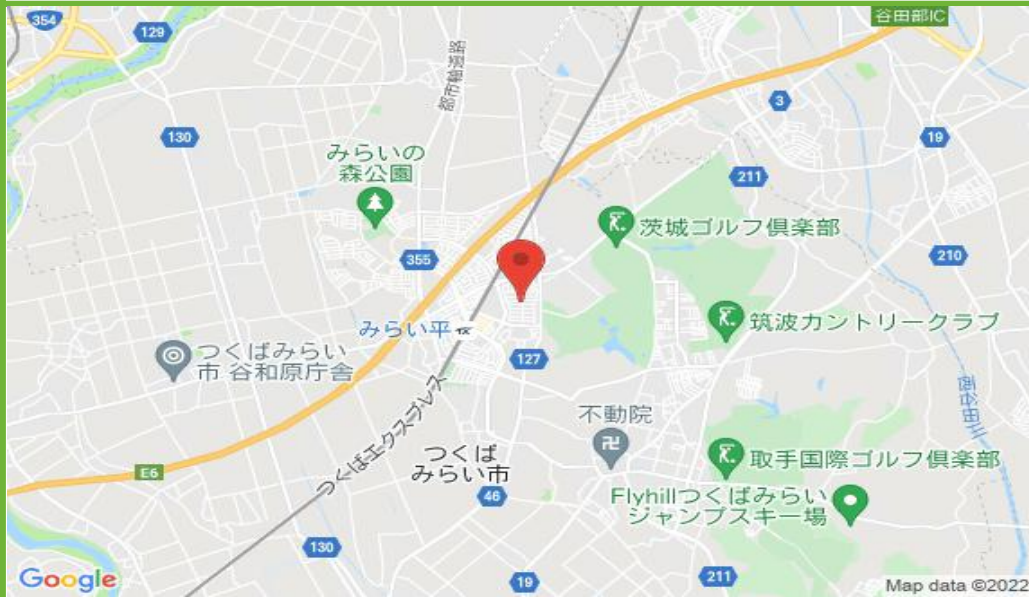 354
129
谷田部IC
都市軸道路
3
130
19
みらいの
森公園
211
茨城ゴルフ倶楽部
355
210
みらい平
筑波カントリークラブ
つくばみらい
市 谷和原庁舎
127
つくばエクスプレス
西谷田川
不動院
つくば
みらい市
取手国際ゴルフ倶楽部
E6
46
Flyhillつくばみらい
ジャンプスキー場
130
19
211
Google
Map data ©2022